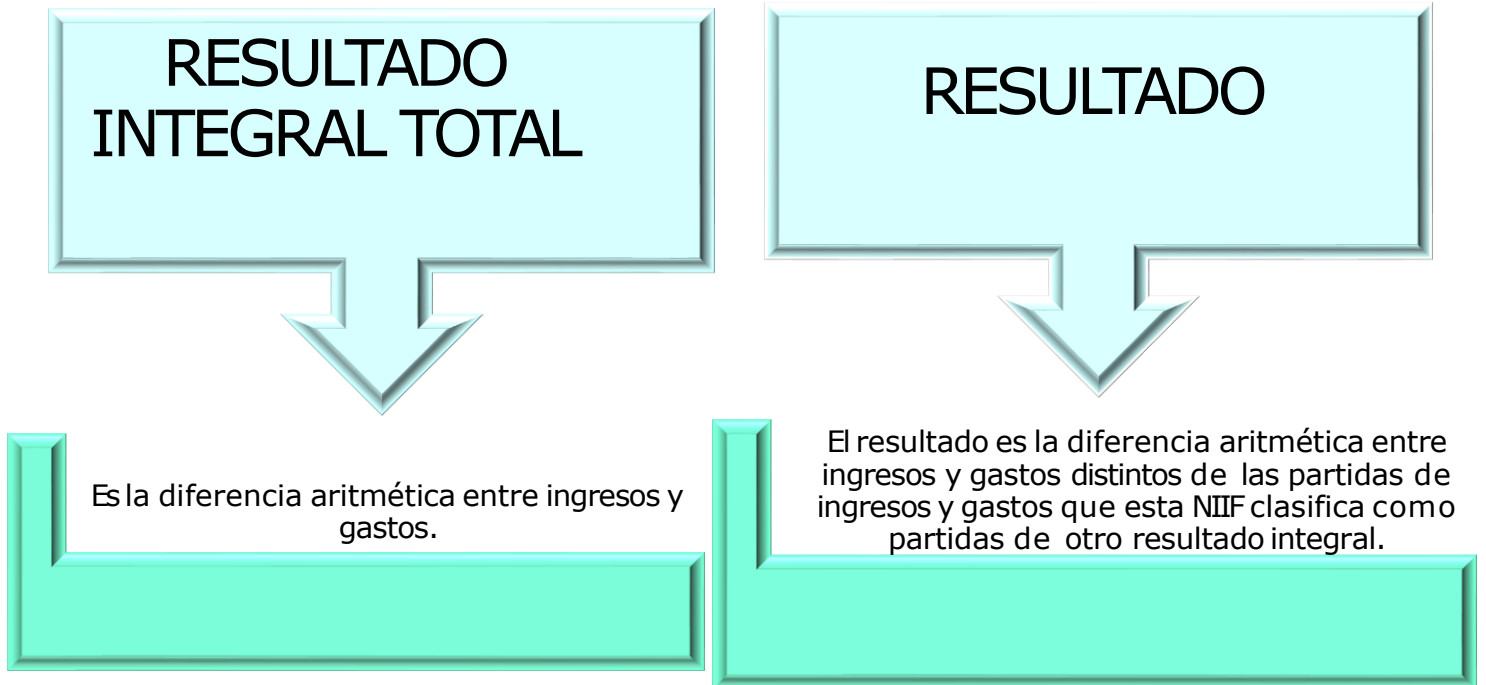 RESULTADO
INTEGRAL TOTAL
Es la diferencia aritmética entre ingresos y
gastos.
RESULTADO
El resultado es la diferencia aritmética entre
ingresos y gastos distintos de las partidas de
ingresos y gastos que esta NIIF clasifica como
partidas de otro resultado integral.